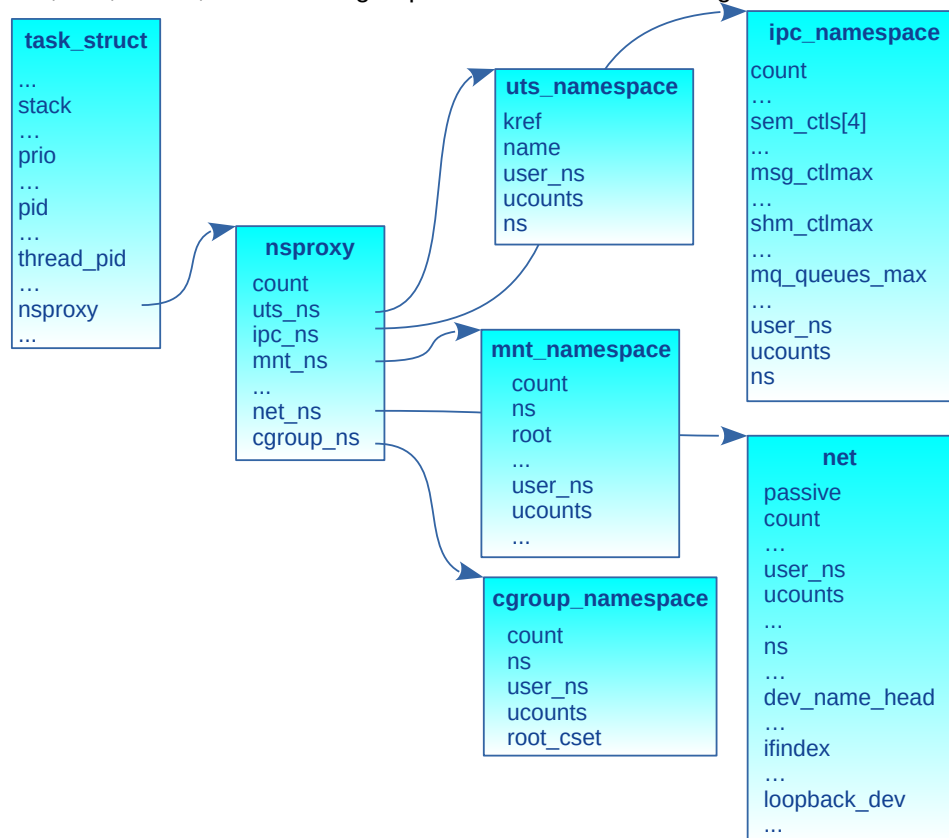 task_struct
...
stack
...
prio
...
pid
...
thread_pid
...
nsproxy
...
nsproxy
count
uts_ns
ipc_ns
mnt_ns
...
net_ns
cgroup_ns
uts_namespace
kref
name
user_ns
ucounts
ns
mnt_namespace
count
ns
root
...
user_ns
ucounts
...
cgroup_namespace
count
ns
user_ns
ucounts
root_cset
ipc_namespace
count
...
sem_ctls[4]
...
msg_ctlmax
...
shm_ctlmax
...
mq_queues_max
...
user_ns
ucounts
ns
net
passive
count
...
user_ns
ucounts
...
ns
...
dev_name_head
...
ifindex
...
loopback_dev
...